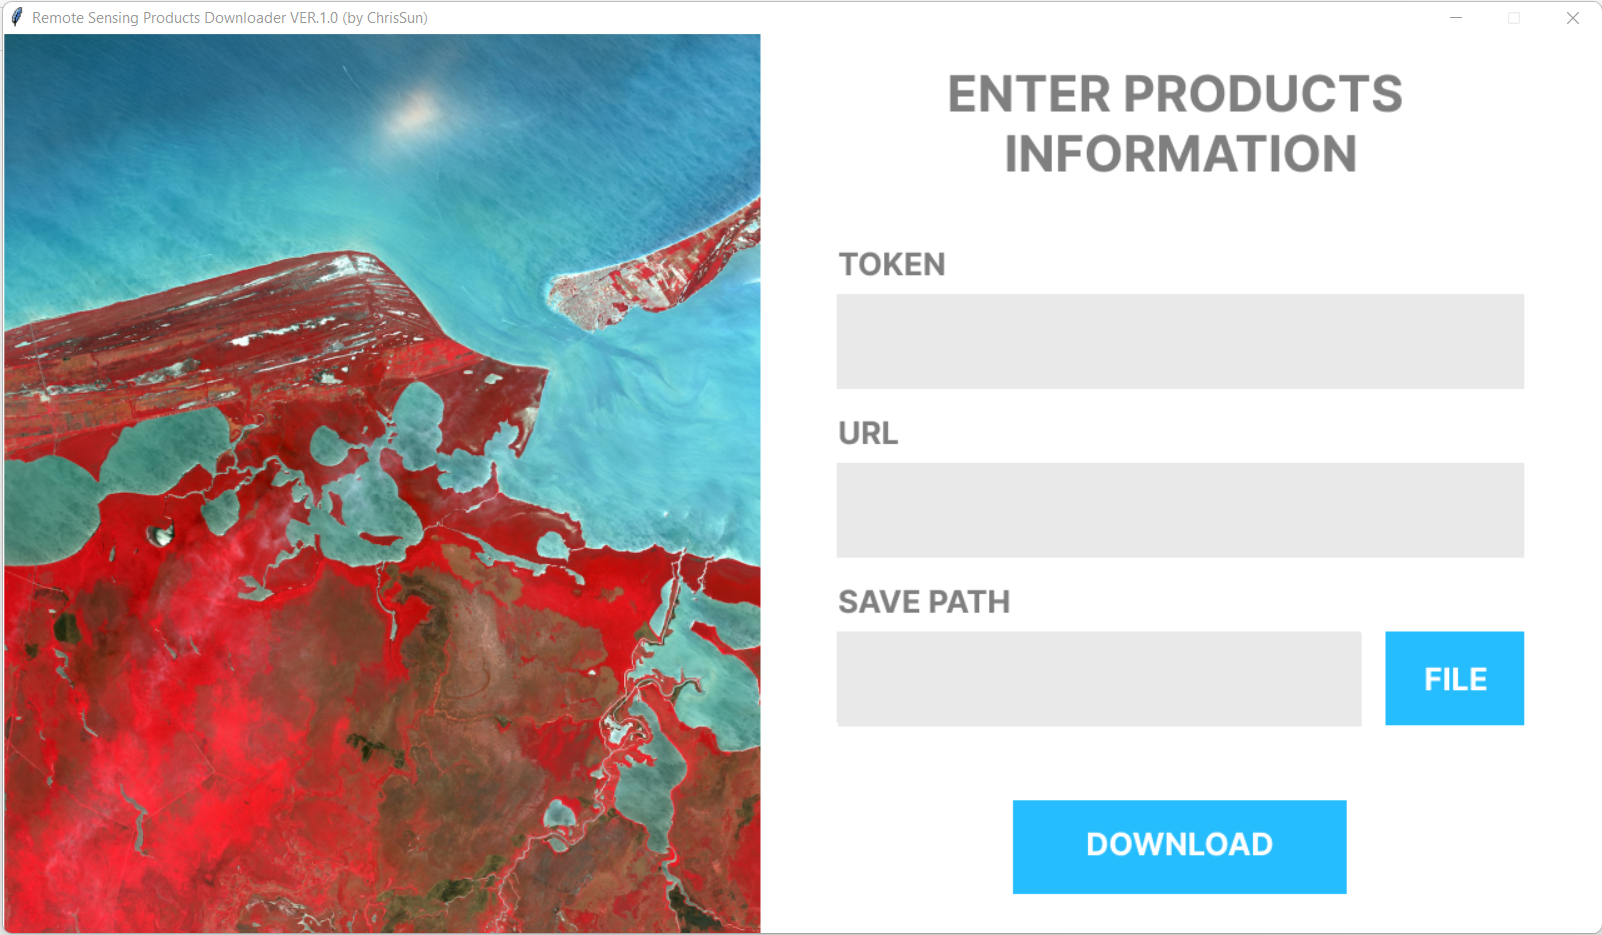 Remote Sensing Products Downloader VER.1.0 (by ChrisSun)
ENTER PRODUCTS
INFORMATION
TOKEN
URL
SAVE PATH
FILE
DOWNLOAD